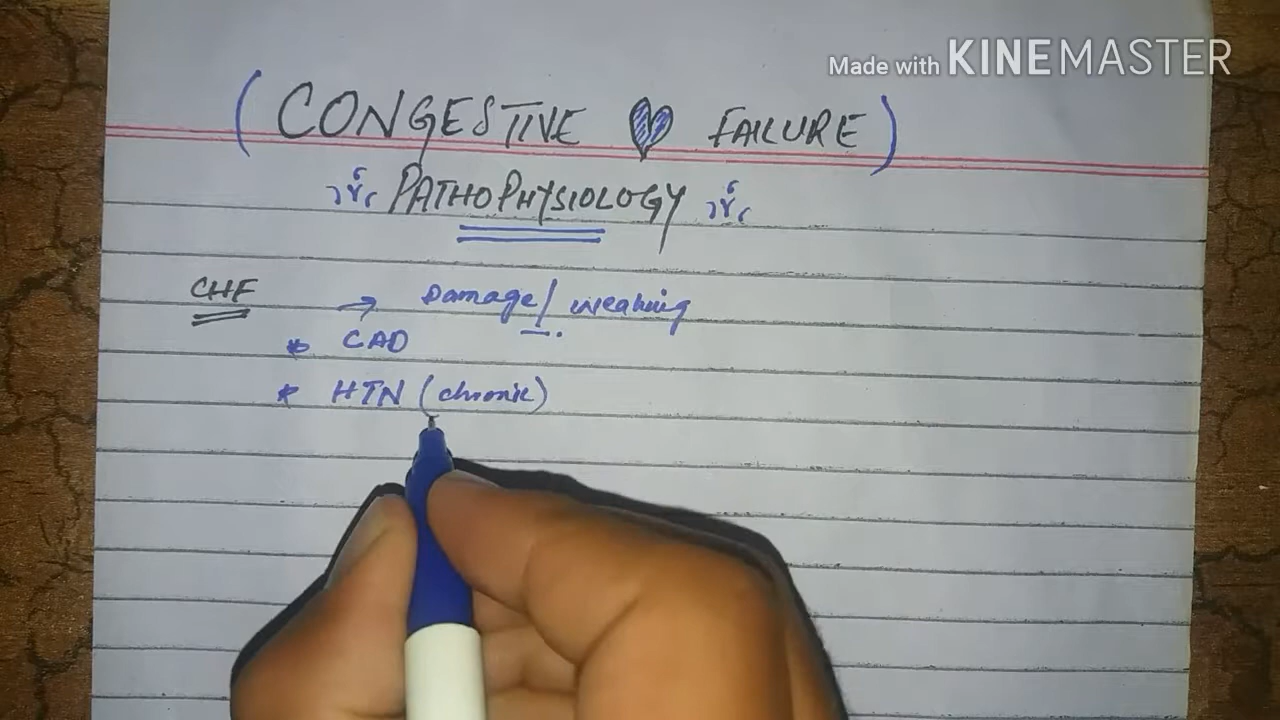 Made with KINEMASTER
(CONGESTIVE FAILURE)
PATHOPHYSIOLOGY
CHF → Damage/ weaking
* CAD
* HTN (chronic)